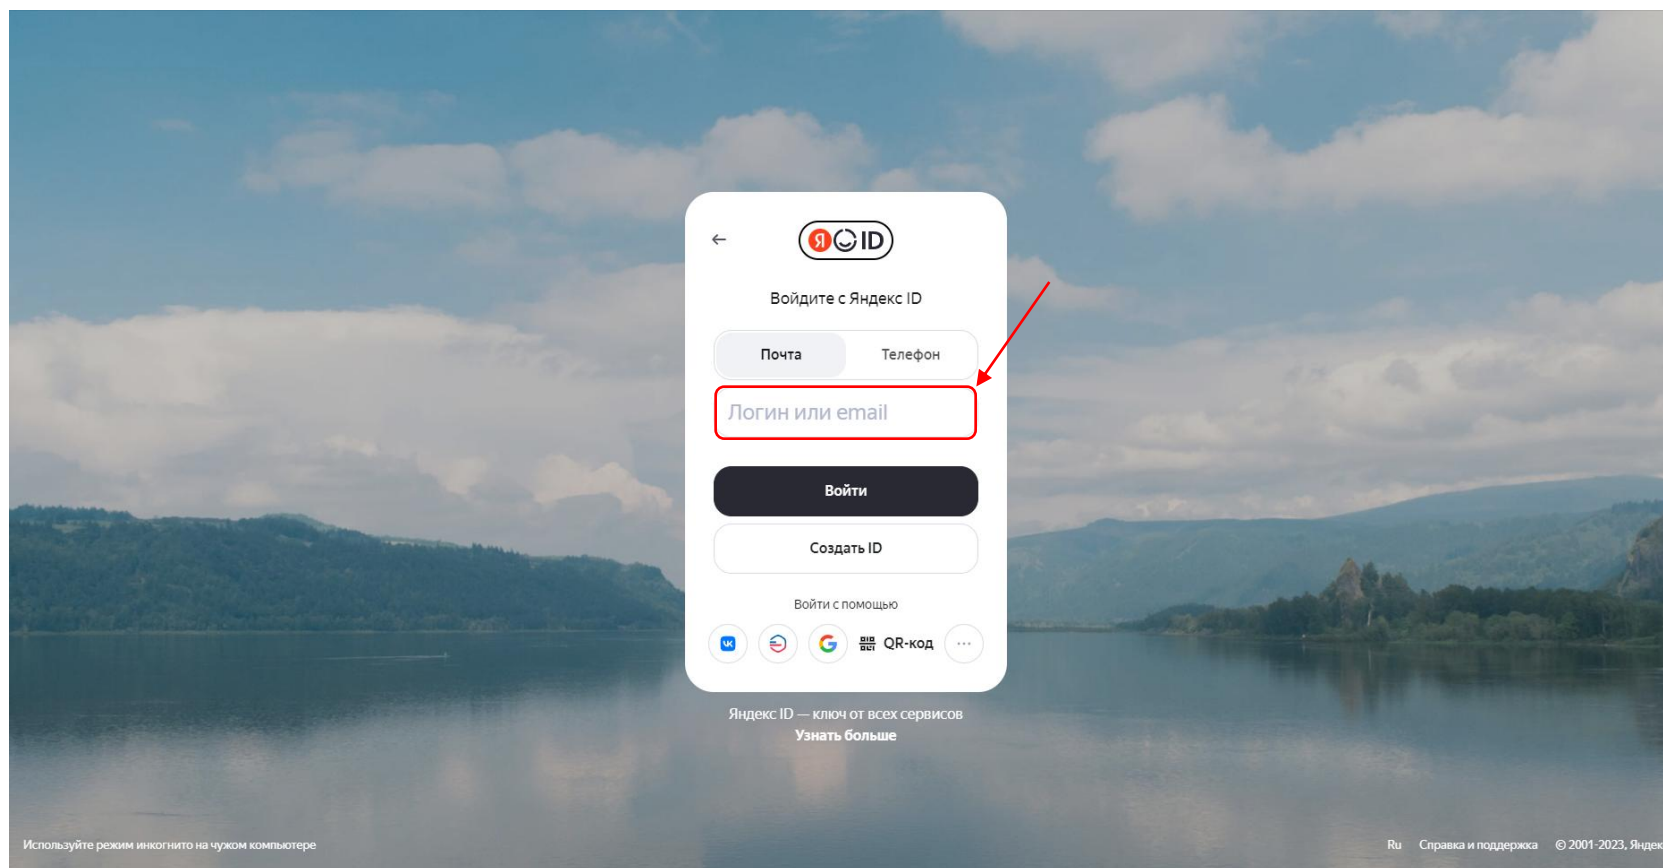 Я ID
Войдите с Яндекс ID
Почта Телефон
Логин или email
Войти
Создать ID
Войти с помощью
QR-код
Яндекс ID — ключ от всех сервисов
Узнать больше
Используйте режим инкогнито на чужом компьютере
Ru Справка и поддержка © 2001-2023, Яндек